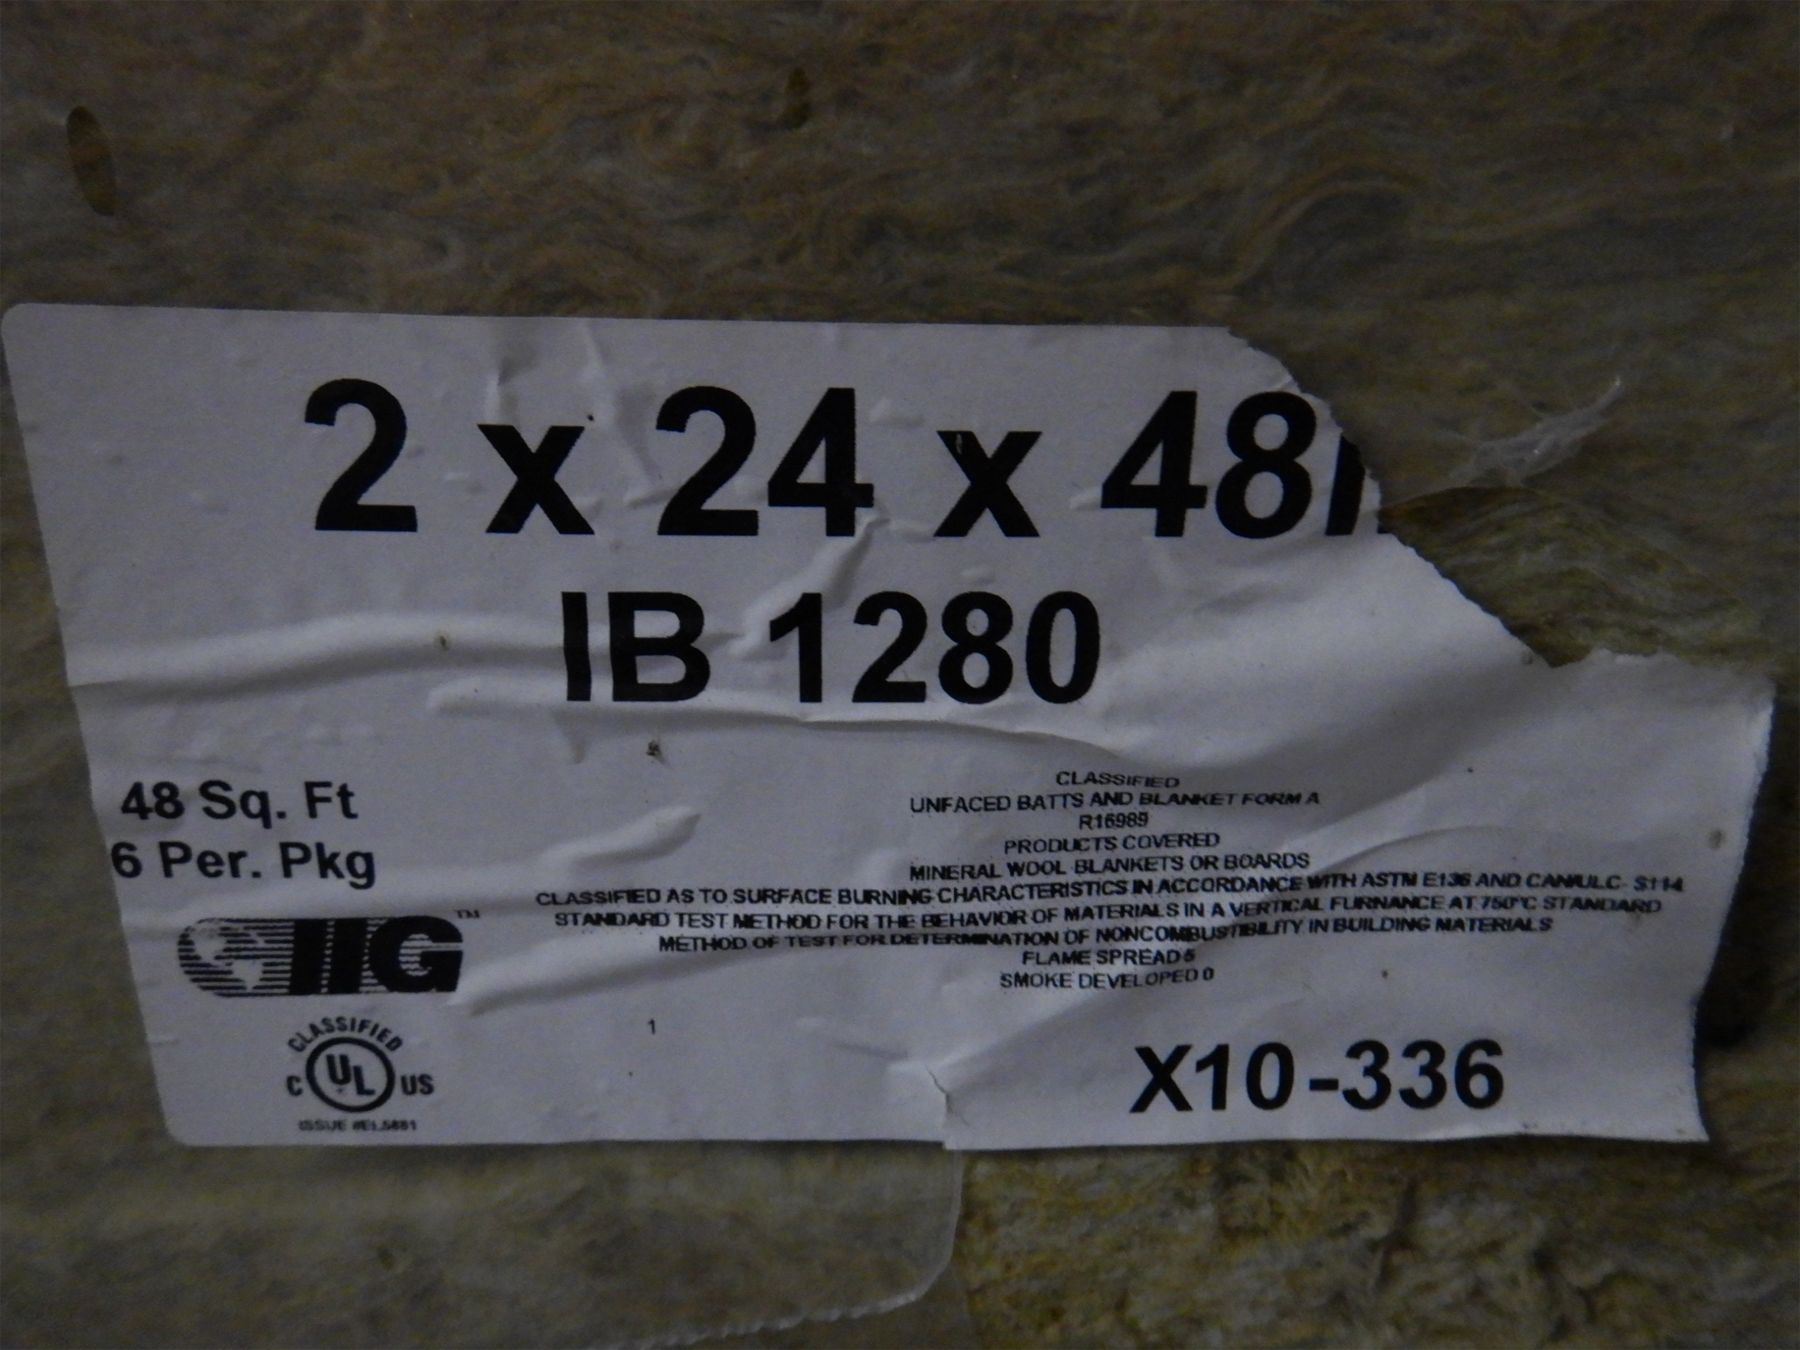 2 x 24 x 48
IB 1280
48 Sq. Ft
6 Per. Pkg
IIG™
CLASSIFIED
C UL US
ISSUE #EL5881
1
CLASSIFIED
UNFACED BATTS AND BLANKET FORM A
R16989
PRODUCTS COVERED
MINERAL WOOL BLANKETS OR BOARDS
CLASSIFIED AS TO SURFACE BURNING CHARACTERISTICS IN ACCORDANCE WITH ASTM E136 AND CAN/ULC- S114
STANDARD TEST METHOD FOR THE BEHAVIOR OF MATERIALS IN A VERTICAL FURNANCE AT 750°C STANDARD
METHOD OF TEST FOR DETERMINATION OF NONCOMBUSTIBILITY IN BUILDING MATERIALS
FLAME SPREAD 5
SMOKE DEVELOPED 0
X10-336